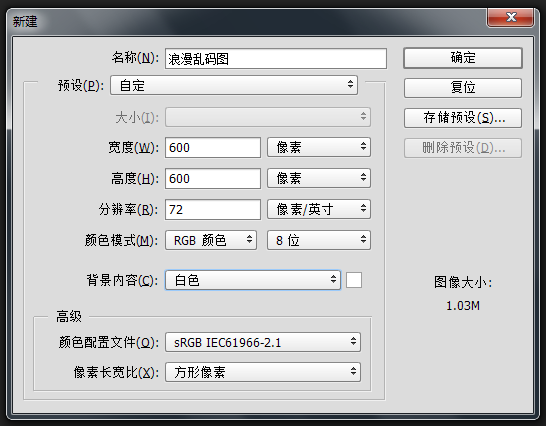 新建
名称(N): 浪漫乱码图
确定
预设(P): 自定
复位
大小(I):
存储预设(S)...
宽度(W): 600 像素
删除预设(D)...
高度(H): 600 像素
分辨率(R): 72 像素/英寸
颜色模式(M): RGB 颜色 8 位
背景内容(C): 白色
图像大小:
1.03M
高级
颜色配置文件(O): sRGB IEC61966-2.1
像素长宽比(X): 方形像素